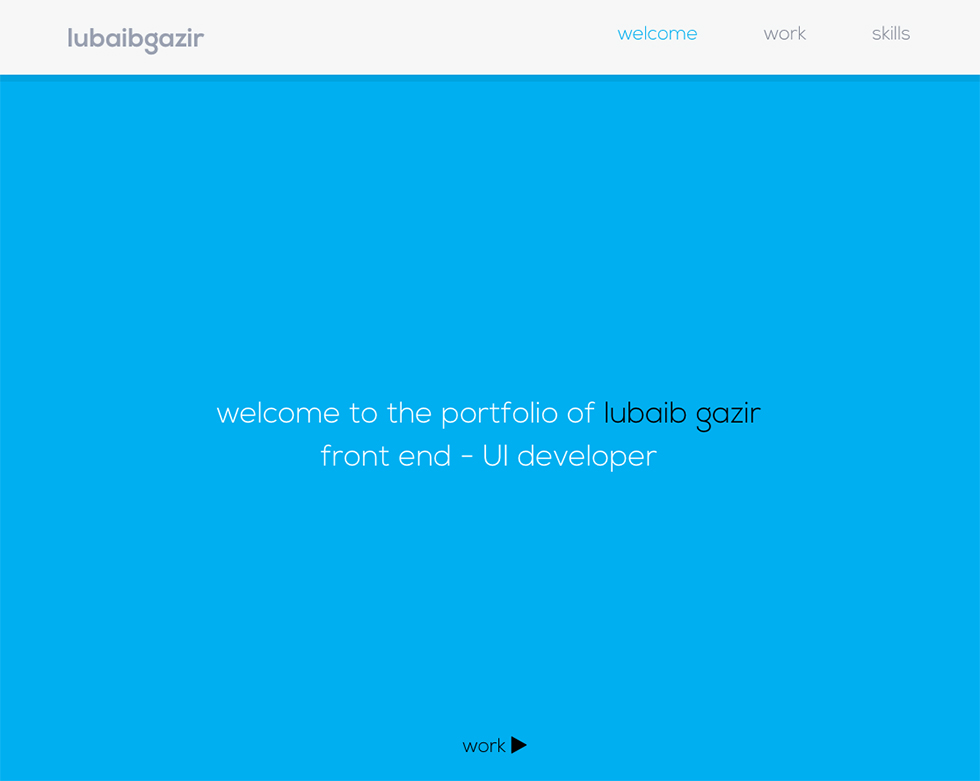 lubaibgazir
welcome work skills
welcome to the portfolio of lubaib gazir
front end - UI developer
work